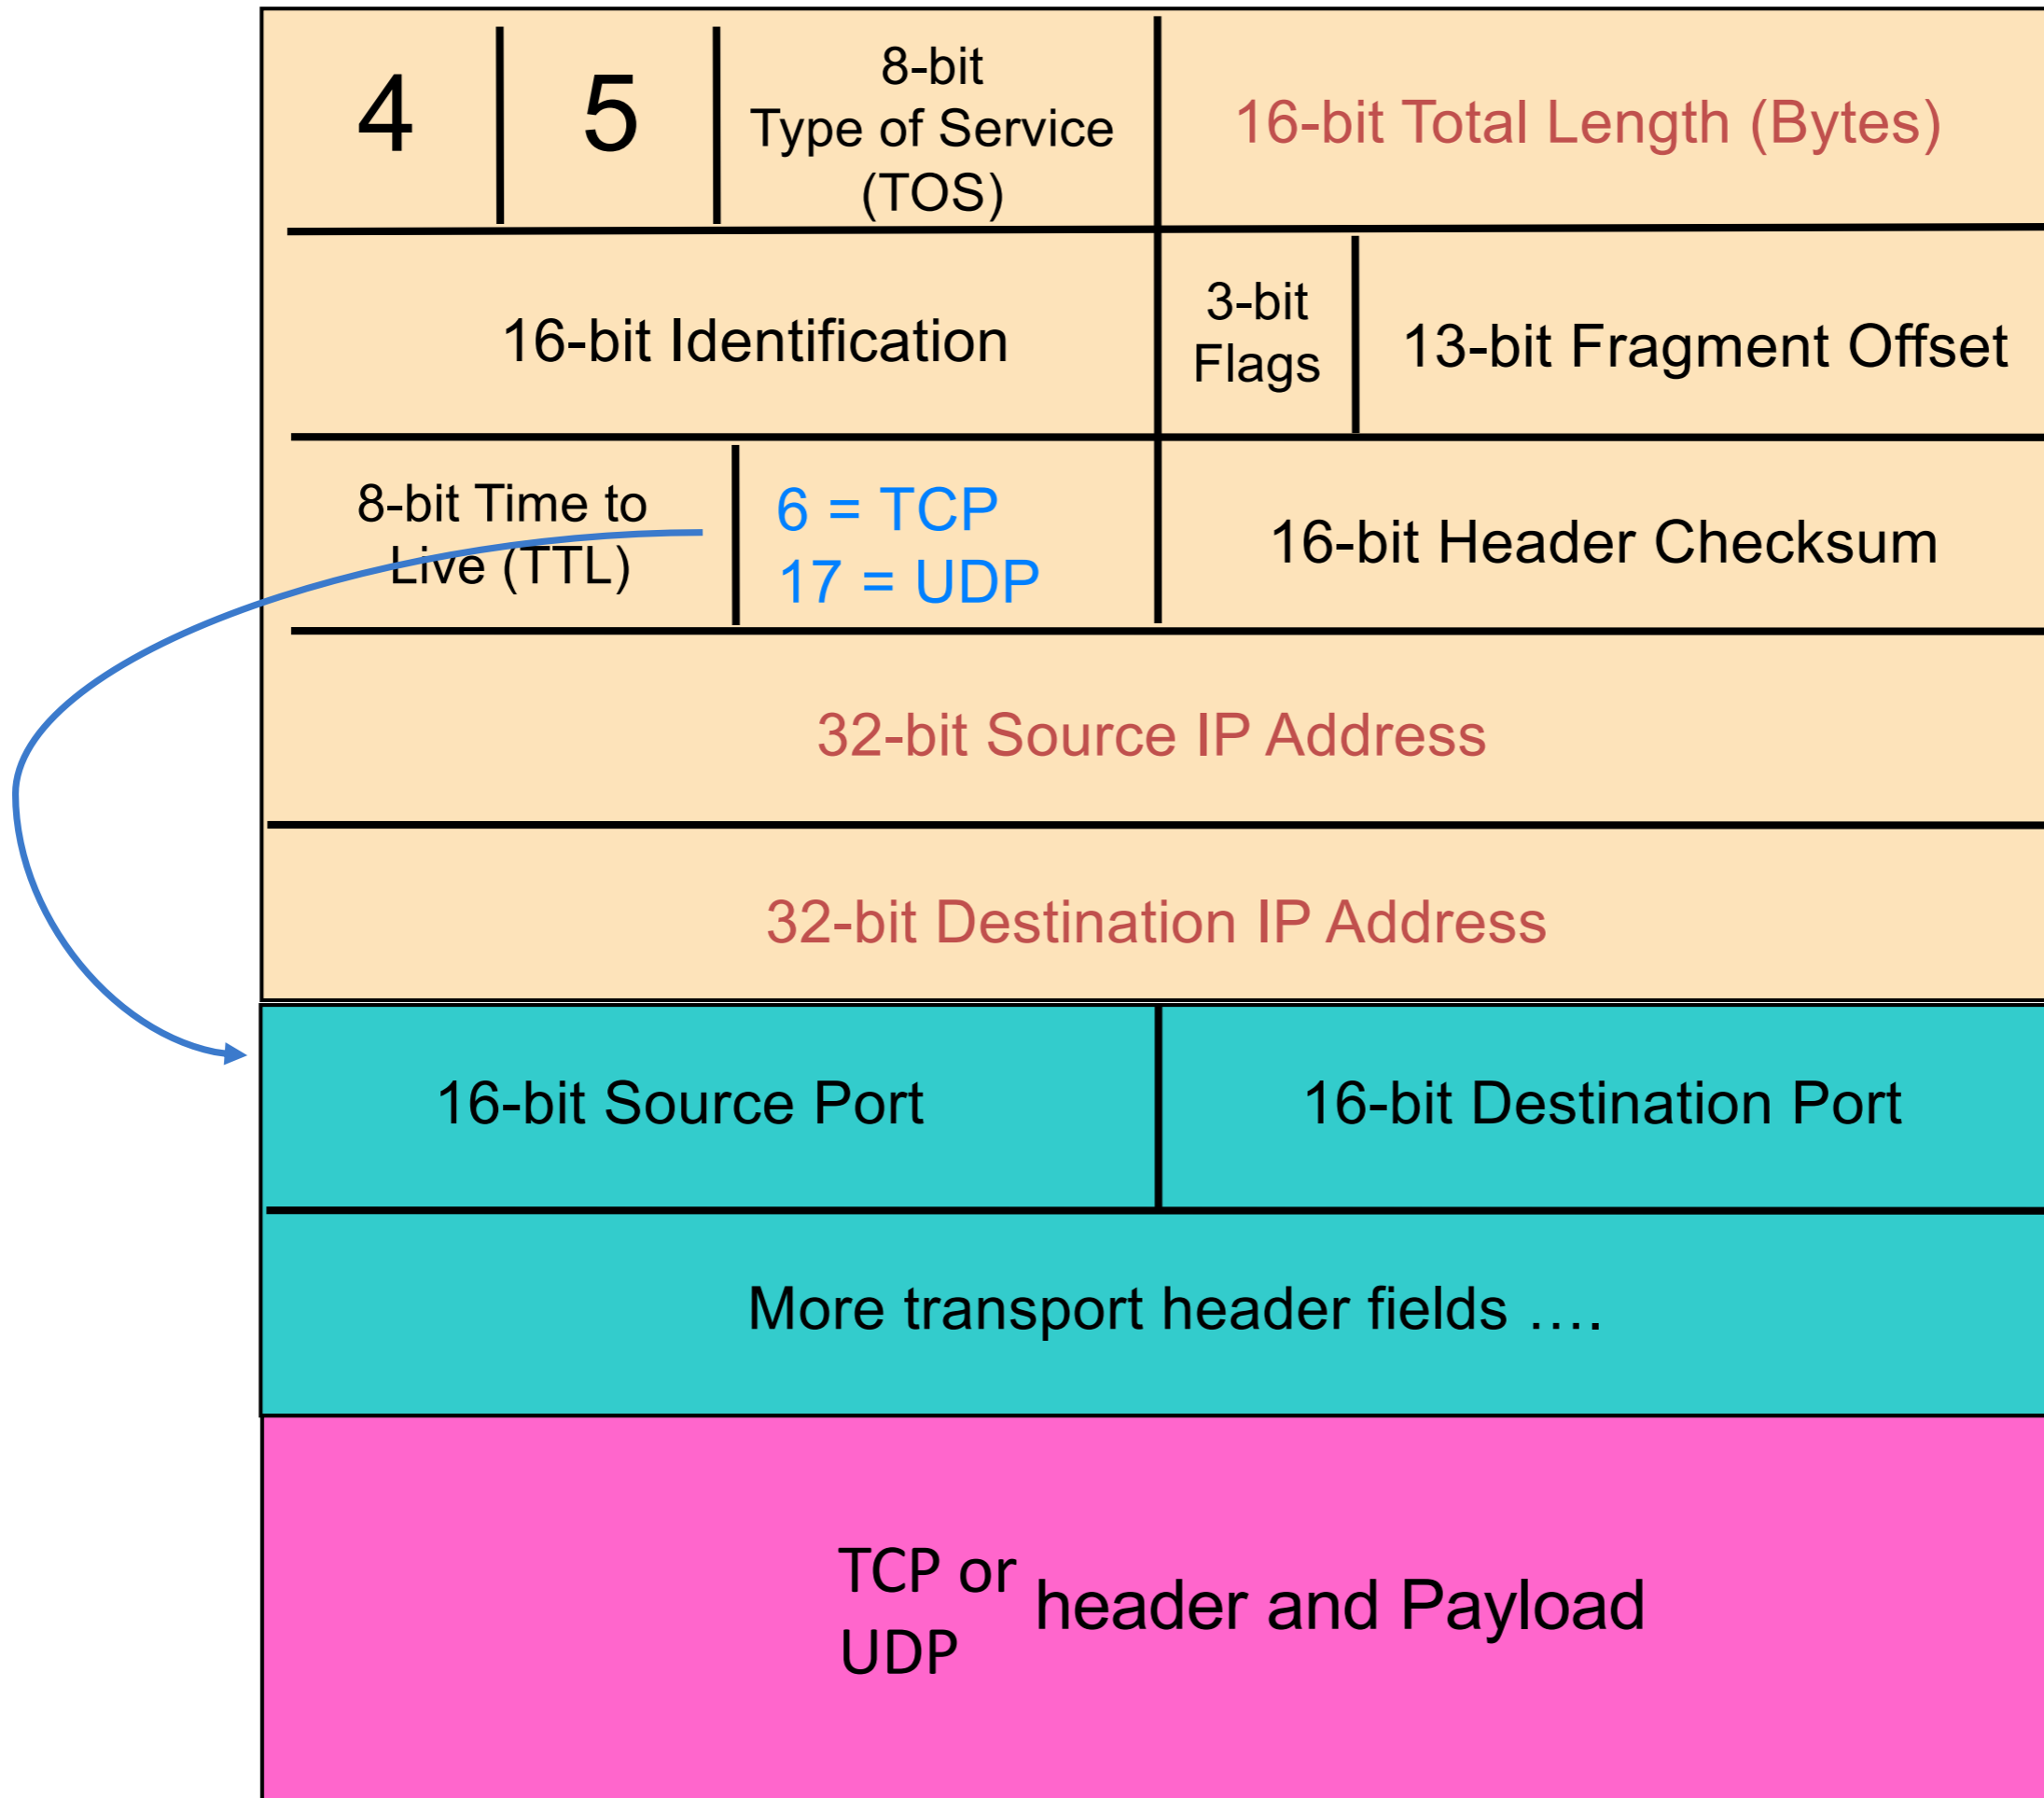 4
5
8-bit
Type of Service
(TOS)
16-bit Total Length (Bytes)
16-bit Identification
3-bit
Flags
13-bit Fragment Offset
8-bit Time to
Live (TTL)
6 = TCP
17 = UDP
16-bit Header Checksum
32-bit Source IP Address
32-bit Destination IP Address
16-bit Source Port
16-bit Destination Port
More transport header fields ….
TCP or
UDP
header and Payload